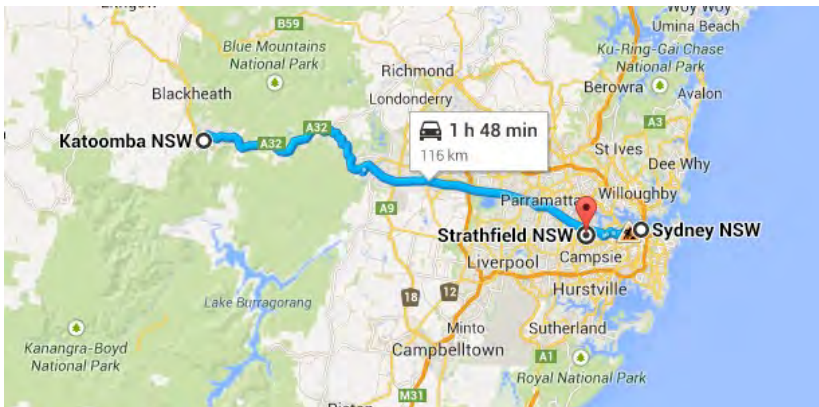 Woy Woy
Umina Beach
B59
Blue Mountains
National Park
Ku-Ring-Gai Chase
National Park
Richmond
Berowra
Avalon
Blackheath
Londonderry
A32
A32
Katoomba NSW
1 h 48 min
116 km
A3
St Ives
Dee Why
A9
Parramatta
Willoughby
Strathfield NSW
Sydney NSW
Liverpool
Campsie
Hurstville
18
12
Lake Burragorang
Minto
Sutherland
Kanangra-Boyd
National Park
Campbelltown
A1
Royal National Park
M31